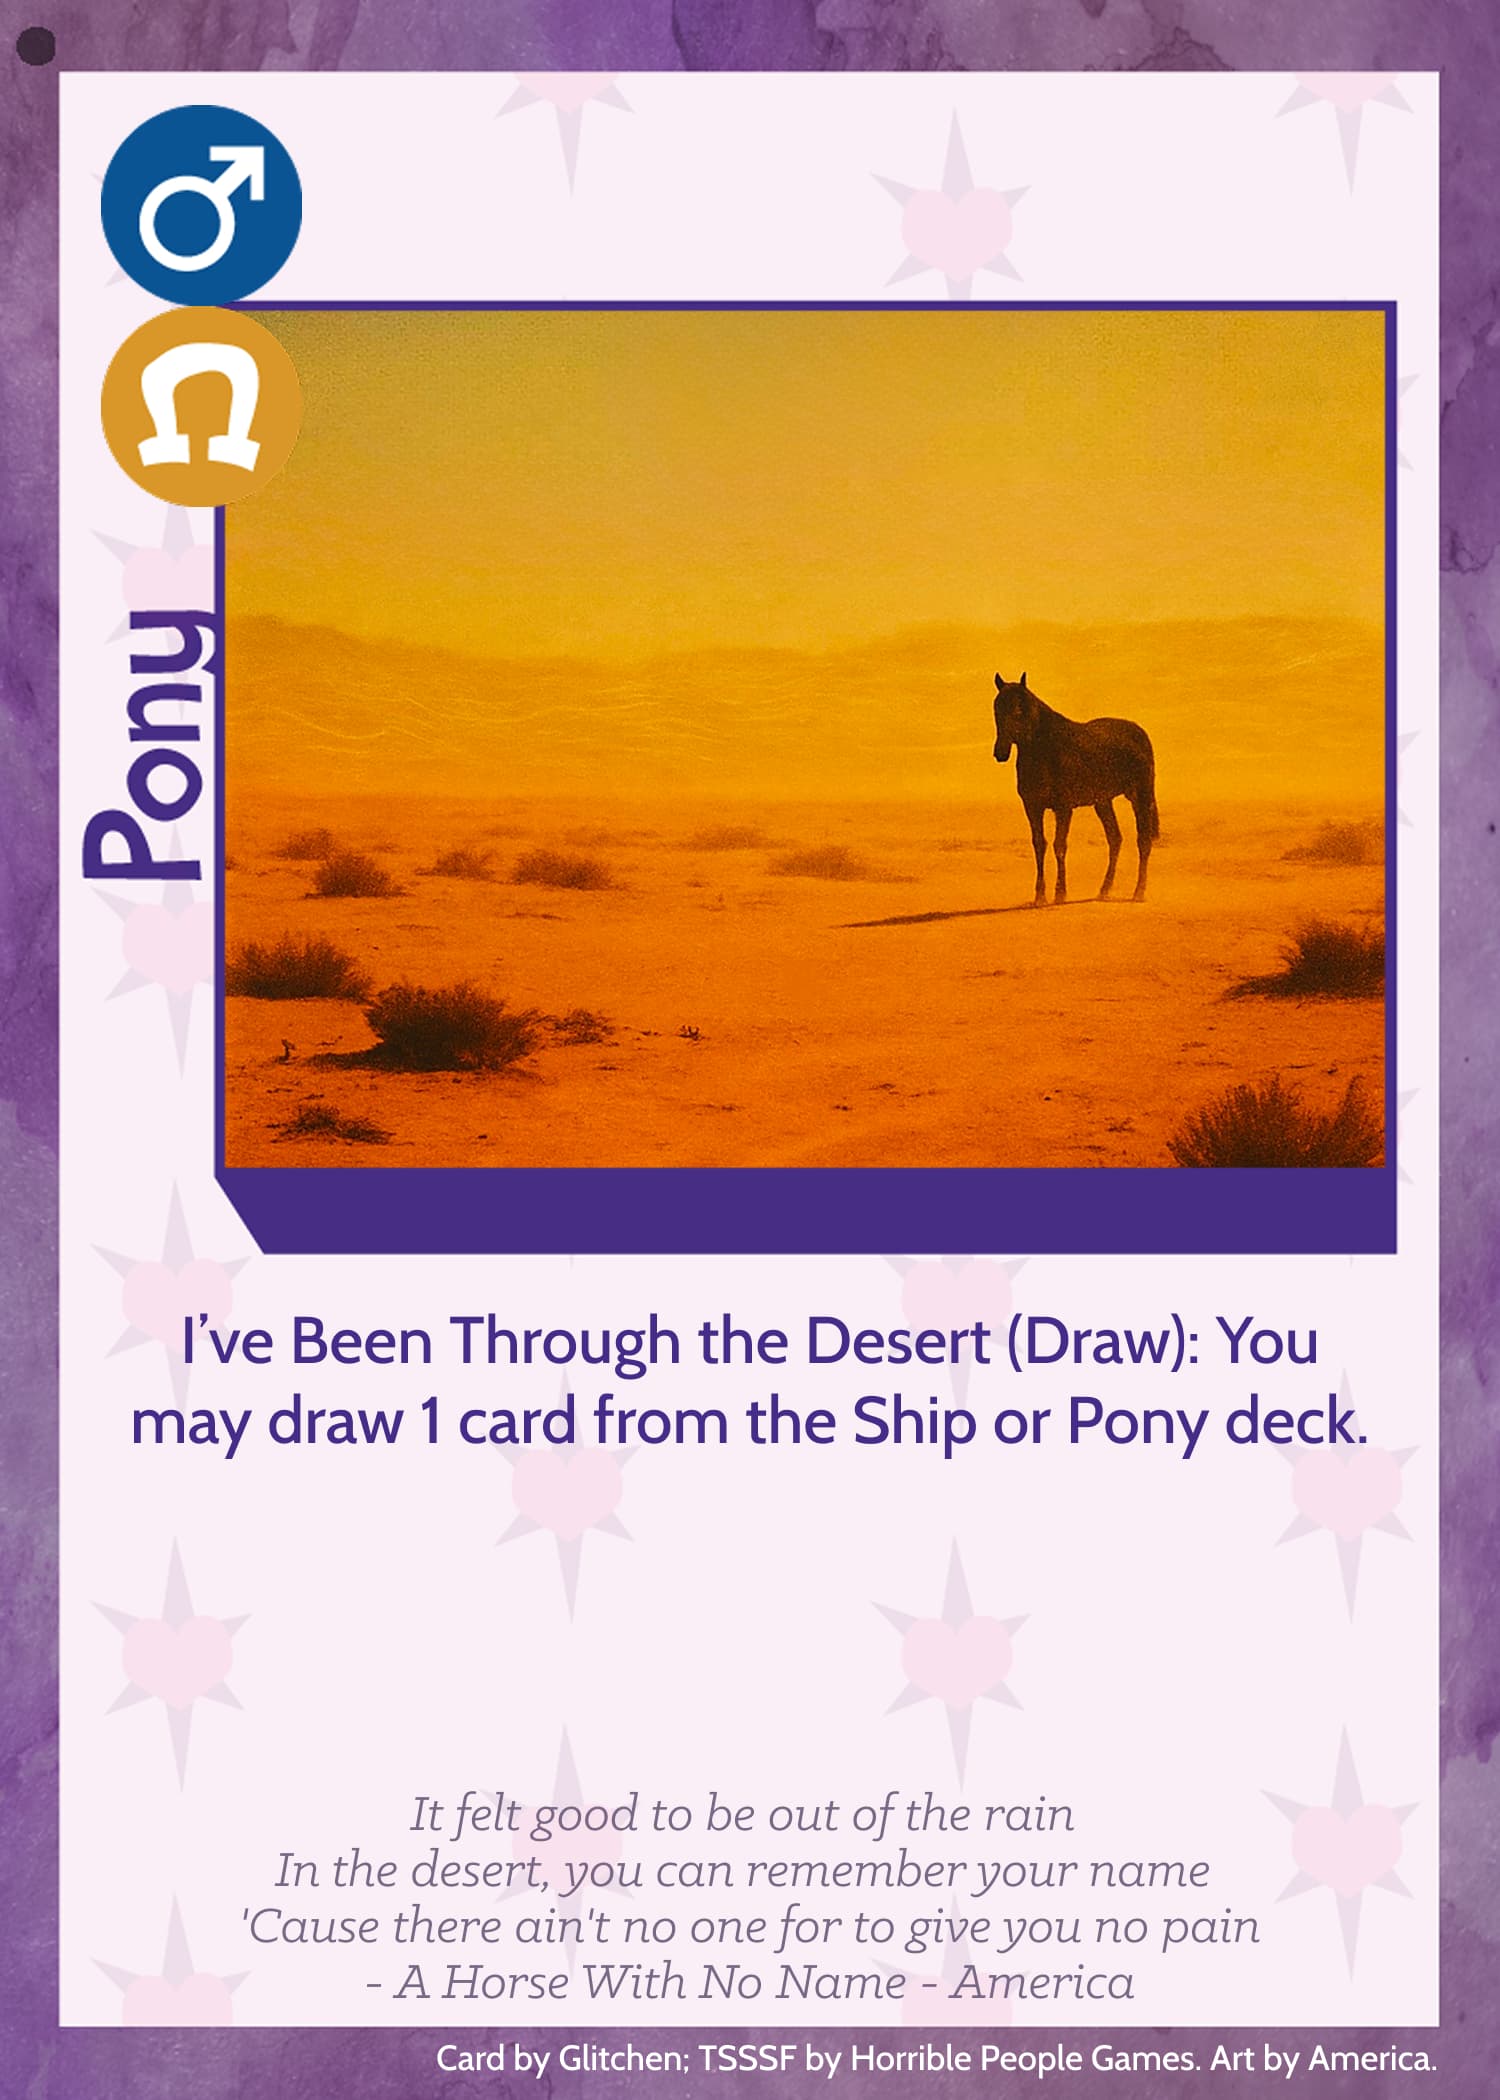 Pony
I’ve Been Through the Desert (Draw): You
may draw 1 card from the Ship or Pony deck.
It felt good to be out of the rain
In the desert, you can remember your name
'Cause there ain't no one for to give you no pain
- A Horse With No Name - America
Card by Glitchen; TSSSF by Horrible People Games. Art by America.